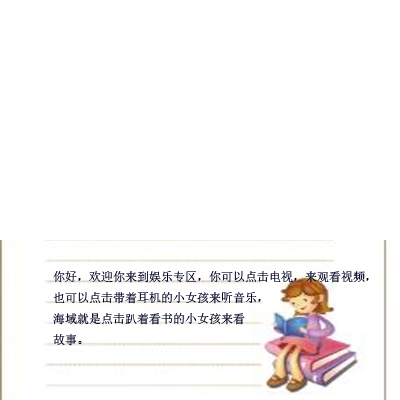 你好，欢迎你来到娱乐专区，你可以点击电视，来观看视频，
也可以点击带着耳机的小女孩来听音乐，
海域就是点击趴着看书的小女孩来看
故事。